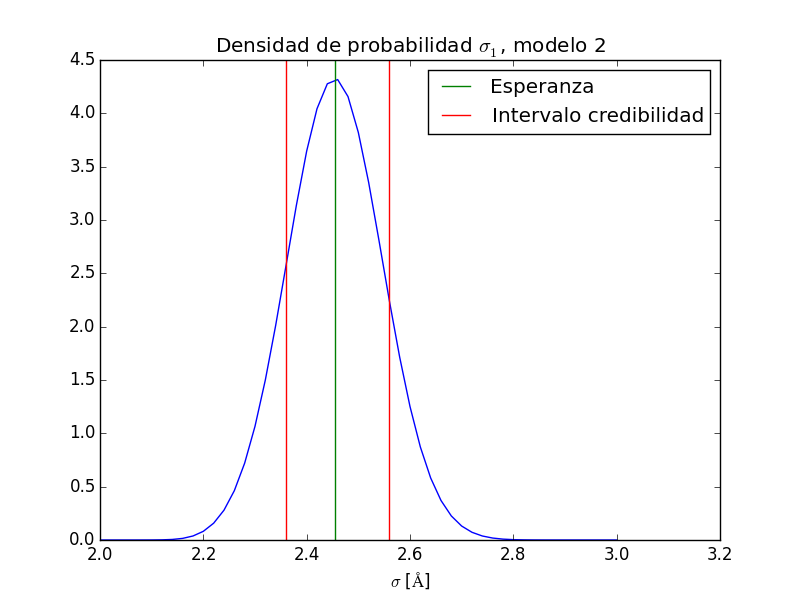 Densidad de probabilidad σ₁, modelo 2
4.5
4.0
3.5
3.0
2.5
2.0
1.5
1.0
0.5
0.0
Esperanza
Intervalo credibilidad
2.0 2.2 2.4 2.6 2.8 3.0 3.2
σ [Å]